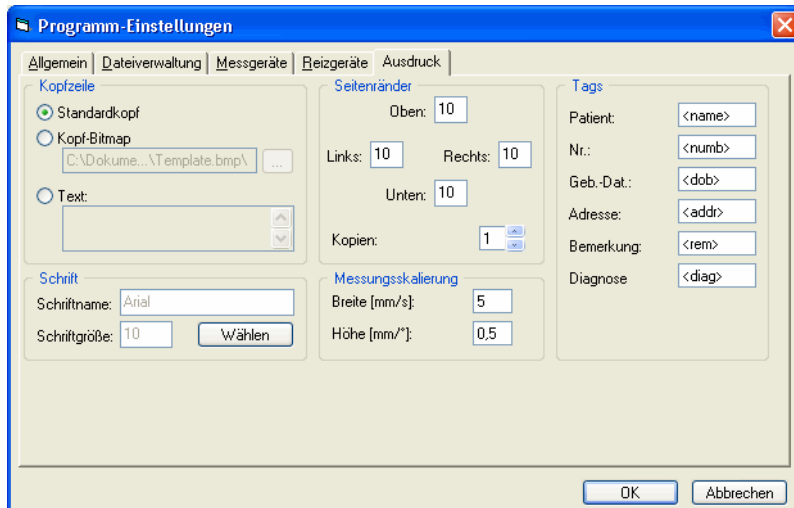 Programm-Einstellungen
Allgemein Dateiverwaltung Messgeräte Reizgeräte Ausdruck
Kopfzeile
Standardkopf
Kopf-Bitmap
C:\Dokume...\Template.bmp\ ...
Text:
Schrift
Schriftname: Arial
Schriftgröße: 10 Wählen
Seitenränder
Oben: 10
Links: 10 Rechts: 10
Unten: 10
Kopien: 1
Messungsskalierung
Breite [mm/s]: 5
Höhe [mm/°]: 0,5
Tags
Patient: <name>
Nr.: <numb>
Geb.-Dat.: <dob>
Adresse: <addr>
Bemerkung: <rem>
Diagnose <diag>
OK Abbrechen